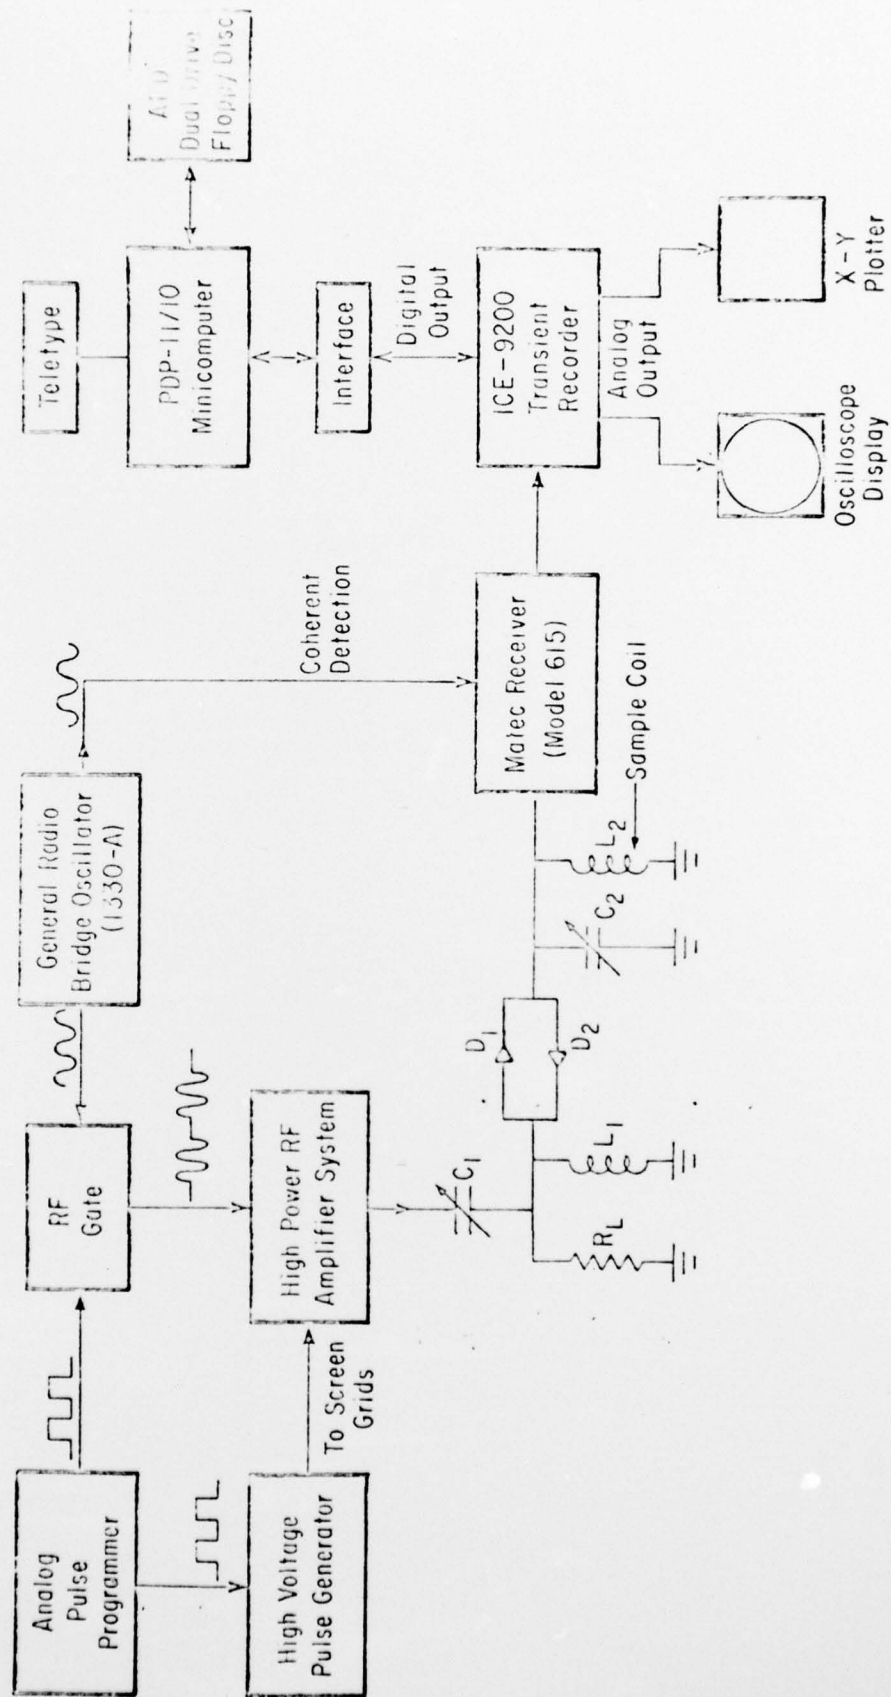 Analog
Pulse
Programmer
RF
Gate
General Radio
Bridge Oscillator
(1330-A)
Teletype
PDP-11/10
Minicomputer
Dual Drive
Floppy Disc
High Voltage
Pulse Generator
To Screen
Grids
High Power RF
Amplifier System
Coherent
Detection
Interface
Digital
Output
C1
RL
L1
D1
D2
C2
L2
Sample Coil
Matec Receiver
(Model 615)
ICE-9200
Transient
Recorder
Analog
Output
Oscilloscope
Display
X-Y
Plotter